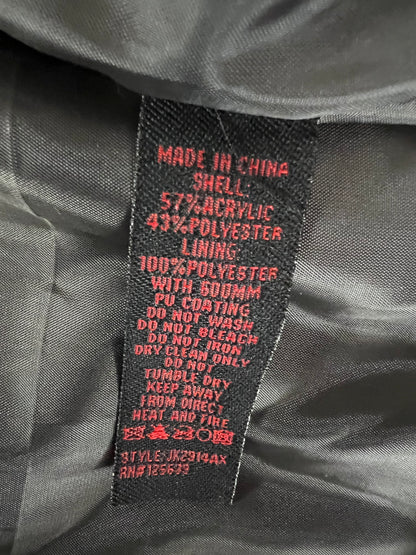 MADE IN CHINA
SHELL:
57%ACRYLIC
43%POLYESTER
LINING:
100%POLYESTER
WITH 600MM
PU COATING
DO NOT WASH
DO NOT BLEACH
DO NOT IRON
DRY CLEAN ONLY
DO NOT
TUMBLE DRY
KEEP AWAY
FROM DIRECT
HEAT AND FIRE
STYLE:JK2914AX
RN#125639